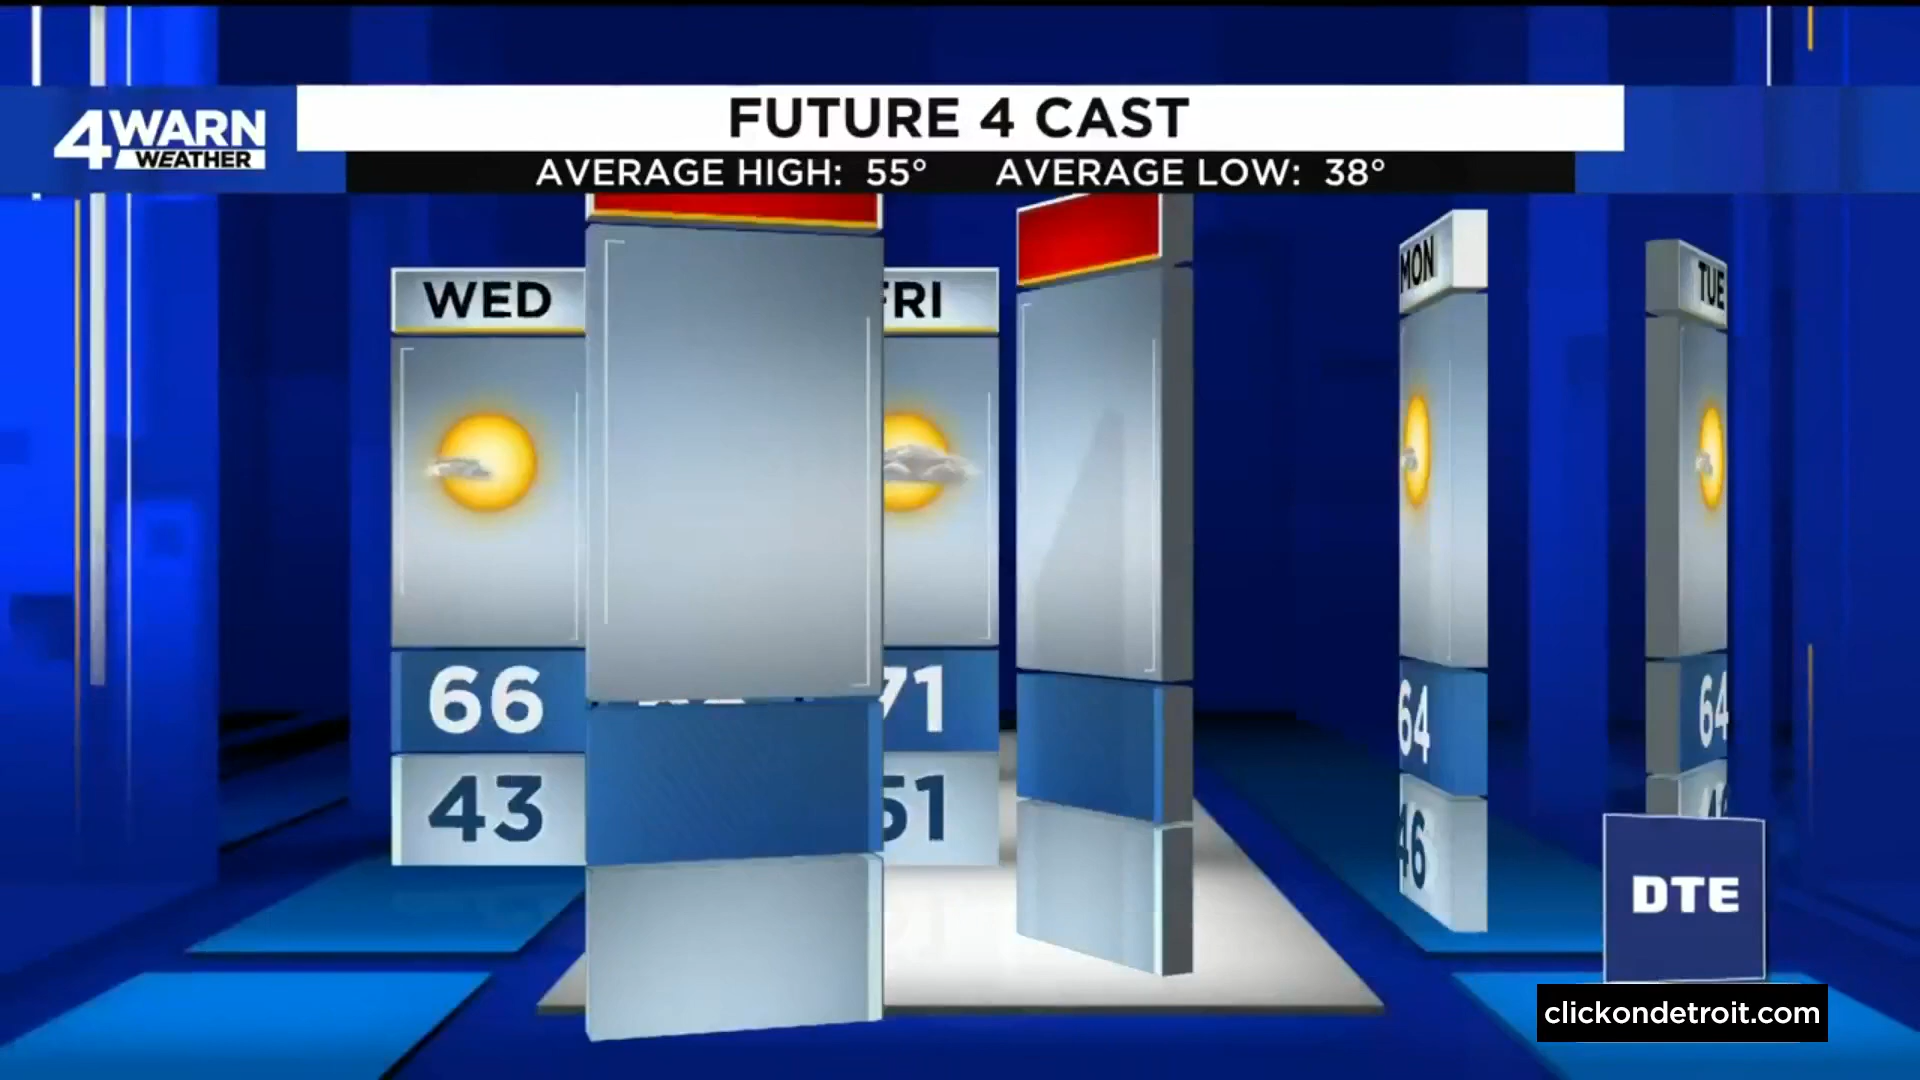 4WARN
WEATHER
FUTURE 4 CAST
AVERAGE HIGH: 55° AVERAGE LOW: 38°
WED
FRI
MON
TUE
66
71
64
64
43
51
46
DTE
clickondetroit.com